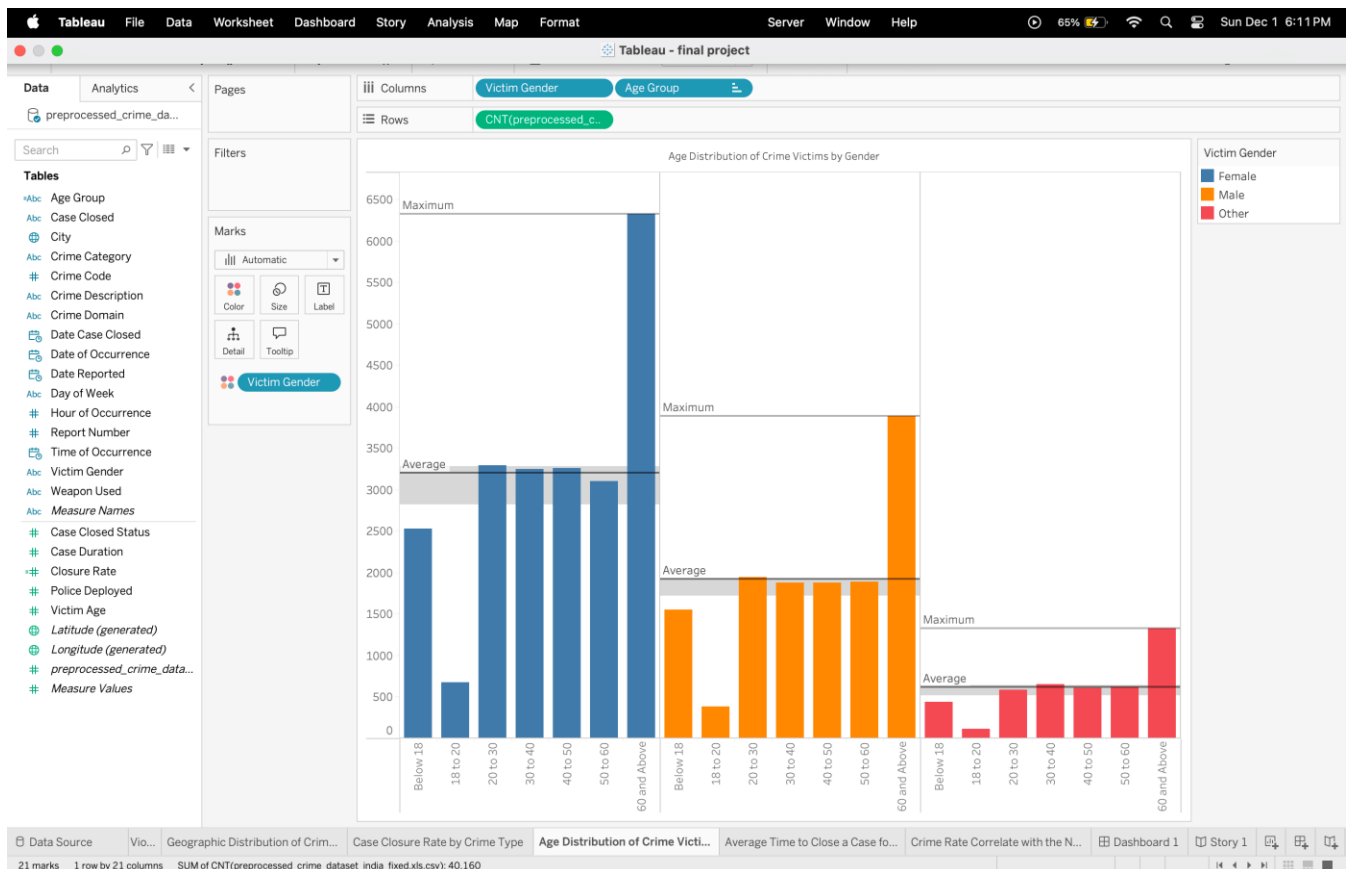 Tableau File Data Worksheet Dashboard Story Analysis Map Format Server Window Help 65% Sun Dec 1 6:11 PM
Tableau - final project
Data Analytics
preprocessed_crime_da...
Search
Tables
Abc Age Group
Abc Case Closed
City
Abc Crime Category
# Crime Code
Abc Crime Description
Abc Crime Domain
Date Case Closed
Date of Occurrence
Date Reported
Abc Day of Week
# Hour of Occurrence
# Report Number
Time of Occurrence
Abc Victim Gender
Abc Weapon Used
Abc Measure Names
# Case Closed Status
# Case Duration
=# Closure Rate
# Police Deployed
# Victim Age
Latitude (generated)
Longitude (generated)
# preprocessed_crime_data...
# Measure Values
Pages
Filters
Marks
Automatic
Color Size Label
Detail Tooltip
Victim Gender
iii Columns Victim Gender Age Group
Rows CNT(preprocessed_c..
Age Distribution of Crime Victims by Gender
6500
6000
5500
5000
4500
4000
3500
3000
2500
2000
1500
1000
500
0
Maximum
Average
Maximum
Average
Maximum
Average
Below 18
18 to 20
20 to 30
30 to 40
40 to 50
50 to 60
60 and Above
Below 18
18 to 20
20 to 30
30 to 40
40 to 50
50 to 60
60 and Above
Below 18
18 to 20
20 to 30
30 to 40
40 to 50
50 to 60
60 and Above
Victim Gender
Female
Male
Other
Data Source Vio... Geographic Distribution of Crim... Case Closure Rate by Crime Type Age Distribution of Crime Victi... Average Time to Close a Case fo... Crime Rate Correlate with the N... Dashboard 1 Story 1
21 marks 1 row by 21 columns SUM of CNT(preprocessed_crime_dataset_india_fixed.xls.csv): 40,160